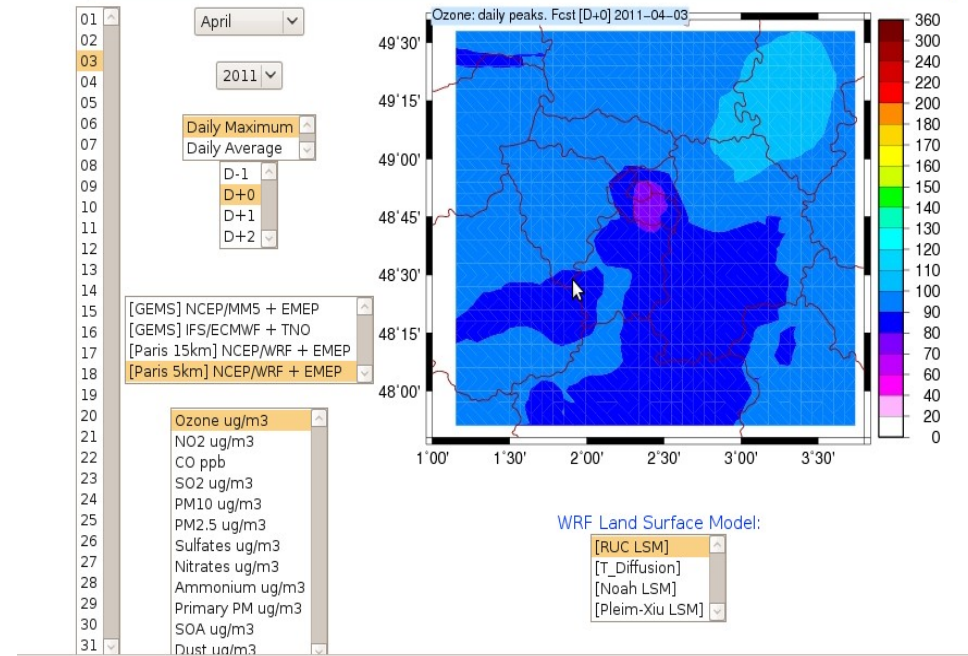 01
02
03
04
05
06
07
08
09
10
11
12
13
14
15
16
17
18
19
20
21
22
23
24
25
26
27
28
29
30
31
April
2011
Daily Maximum
Daily Average
D-1
D+0
D+1
D+2
[GEMS] NCEP/MM5 + EMEP
[GEMS] IFS/ECMWF + TNO
[Paris 15km] NCEP/WRF + EMEP
[Paris 5km] NCEP/WRF + EMEP
Ozone ug/m3
NO2 ug/m3
CO ppb
SO2 ug/m3
PM10 ug/m3
PM2.5 ug/m3
Sulfates ug/m3
Nitrates ug/m3
Ammonium ug/m3
Primary PM ug/m3
SOA ug/m3
Dust ug/m3
Ozone: daily peaks. Fcst [D+0] 2011-04-03
49°30'
49°15'
49°00'
48°45'
48°30'
48°15'
48°00'
1°00' 1°30' 2°00' 2°30' 3°00' 3°30'
360
300
240
220
200
180
170
160
150
140
130
120
110
100
90
80
70
60
40
20
0
WRF Land Surface Model:
[RUC LSM]
[T_Diffusion]
[Noah LSM]
[Pleim-Xiu LSM]